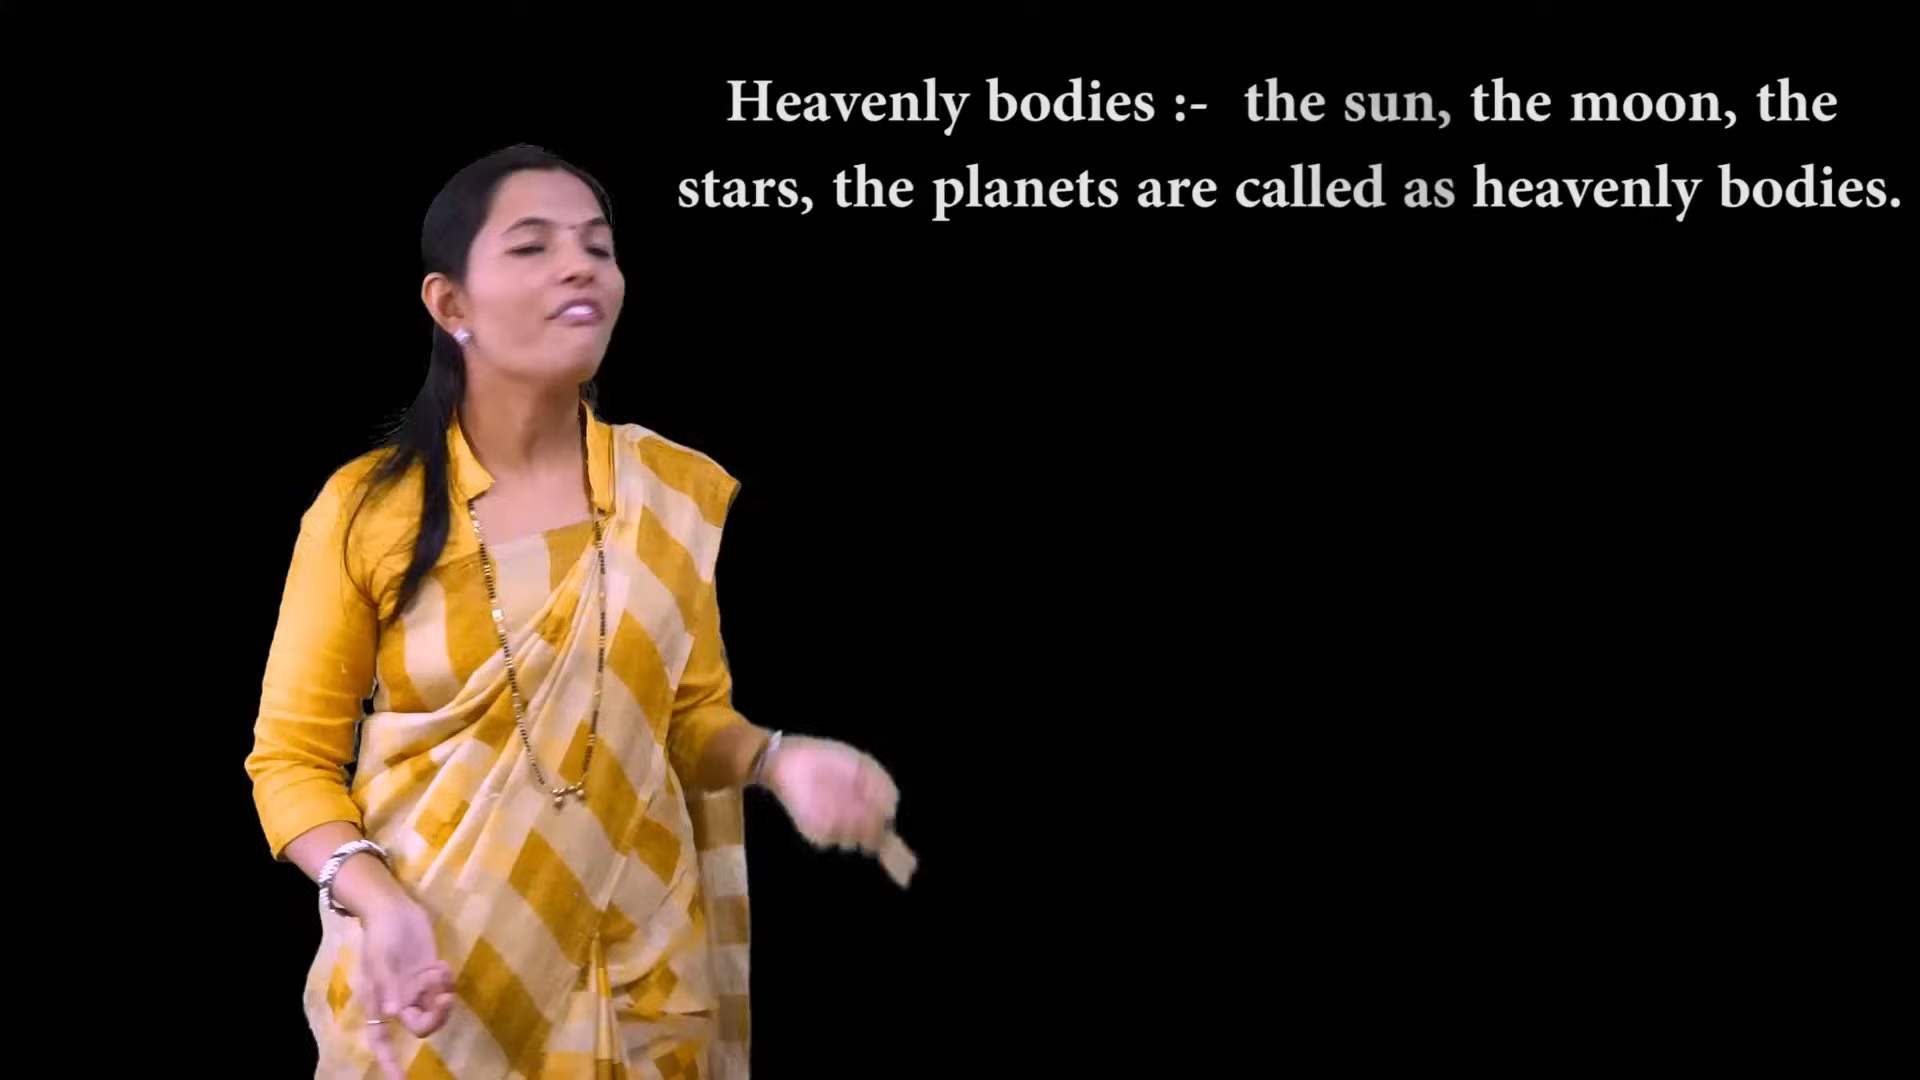 Heavenly bodies :- the sun, the moon, the
stars, the planets are called as heavenly bodies.